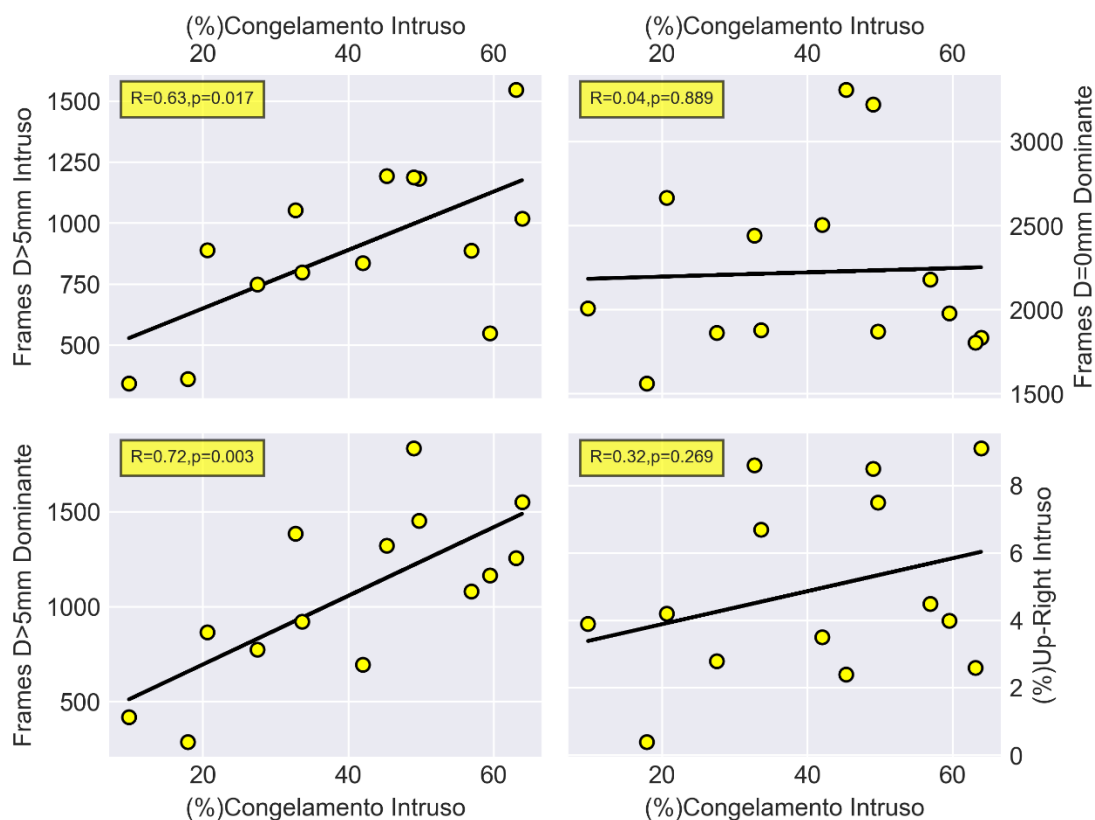 (%)Congelamento Intruso
(%)Congelamento Intruso
20 40 60
20 40 60
Frames D>5mm Intruso
1500
1250
1000
750
500
R=0.63,p=0.017
R=0.04,p=0.889
3000
2500
2000
1500
Frames D=0mm Dominante
Frames D>5mm Dominante
1500
1000
500
R=0.72,p=0.003
R=0.32,p=0.269
8
6
4
2
0
(%)Up-Right Intruso
20 40 60
20 40 60
(%)Congelamento Intruso
(%)Congelamento Intruso